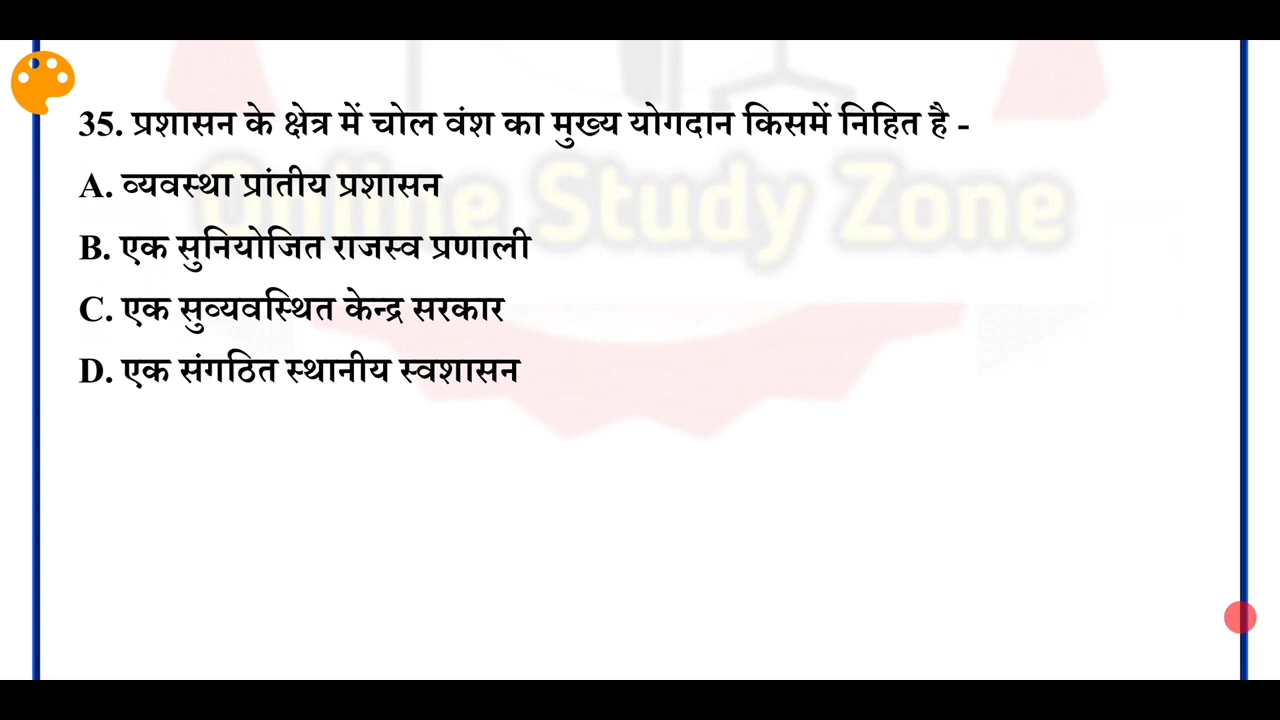 35. प्रशासन के क्षेत्र में चोल वंश का मुख्य योगदान किसमें निहित है -
A. व्यवस्था प्रांतीय प्रशासन
Online Study Zone
B. एक सुनियोजित राजस्व प्रणाली
C. एक सुव्यवस्थित केन्द्र सरकार
D. एक संगठित स्थानीय स्वशासन